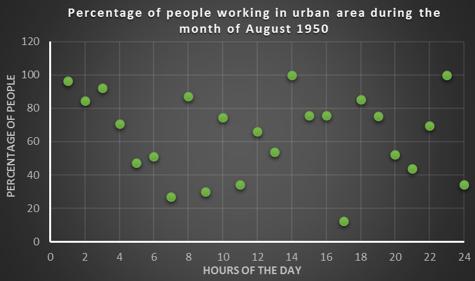 Percentage of people working in urban area during the
month of August 1950
120
100
80
60
40
20
0
PERCENTAGE OF PEOPLE
0 2 4 6 8 10 12 14 16 18 20 22 24
HOURS OF THE DAY